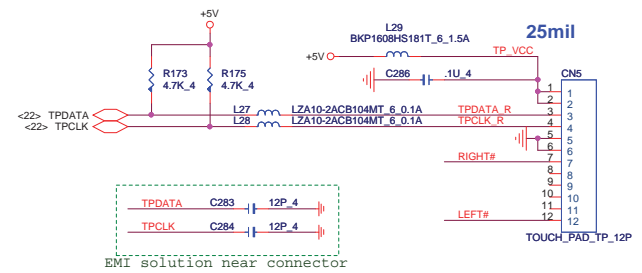 +5V
L29
BKP1608HS181T_6_1.5A
25mil
+5V
TP_VCC
R173
4.7K_4
R175
4.7K_4
C286
.1U_4
CN5
<22> TPDATA
L27
LZA10-2ACB104MT_6_0.1A
TPDATA_R
<22> TPCLK
L28
LZA10-2ACB104MT_6_0.1A
TPCLK_R
RIGHT#
LEFT#
1 1
2 2
3 3
4 4
5 5
6 6
7 7
8 8
9 9
10 10
11 11
12 12
TOUCH_PAD_TP_12P
TPDATA
C283
12P_4
TPCLK
C284
12P_4
EMI solution near connector